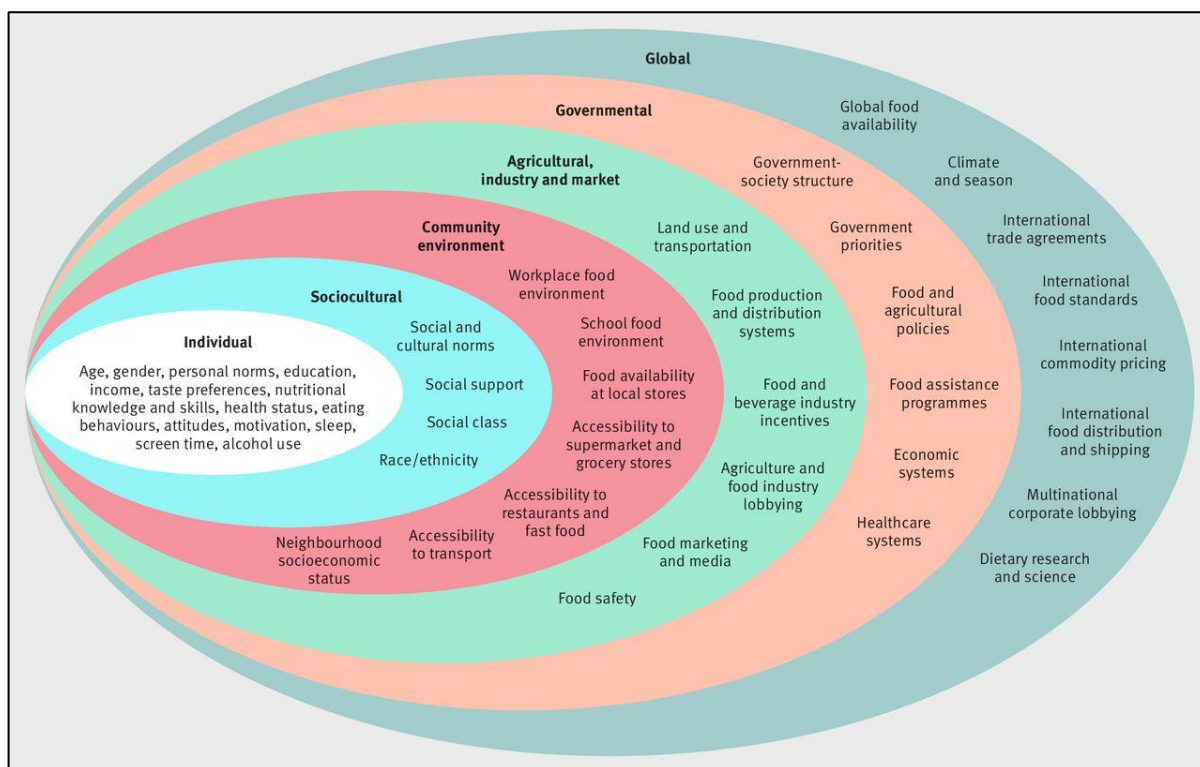 Global
Global food
availability
Climate
and season
International
trade agreements
International
food standards
International
commodity pricing
International
food distribution
and shipping
Multinational
corporate lobbying
Dietary research
and science
Governmental
Government-
society structure
Government
priorities
Food and
agricultural
policies
Food assistance
programmes
Economic
systems
Healthcare
systems
Agricultural,
industry and market
Land use and
transportation
Food production
and distribution
systems
Food and
beverage industry
incentives
Agriculture and
food industry
lobbying
Food marketing
and media
Food safety
Community
environment
Workplace food
environment
School food
environment
Food availability
at local stores
Accessibility to
supermarket and
grocery stores
Accessibility to
restaurants and
fast food
Accessibility
to transport
Neighbourhood
socioeconomic
status
Sociocultural
Social and
cultural norms
Social support
Social class
Race/ethnicity
Individual
Age, gender, personal norms, education,
income, taste preferences, nutritional
knowledge and skills, health status, eating
behaviours, attitudes, motivation, sleep,
screen time, alcohol use